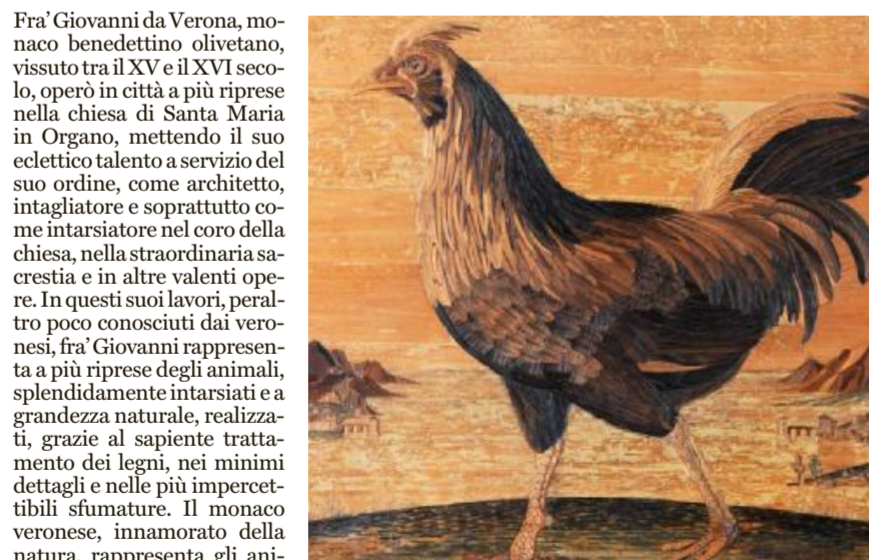 Fra’ Giovanni da Verona, mo-
naco benedettino olivetano,
vissuto tra il XV e il XVI seco-
lo, operò in città a più riprese
nella chiesa di Santa Maria
in Organo, mettendo il suo
eclettico talento a servizio del
suo ordine, come architetto,
intagliatore e soprattutto co-
me intarsiatore nel coro della
chiesa, nella straordinaria sa-
crestia e in altre valenti ope-
re. In questi suoi lavori, peral-
tro poco conosciuti dai vero-
nesi, fra’ Giovanni rappresen-
ta a più riprese degli animali,
splendidamente intarsiati e a
grandezza naturale, realizza-
ti, grazie al sapiente tratta-
mento dei legni, nei minimi
dettagli e nelle più impercet-
tibili sfumature. Il monaco
veronese, innamorato della
natura, rappresenta gli ani-